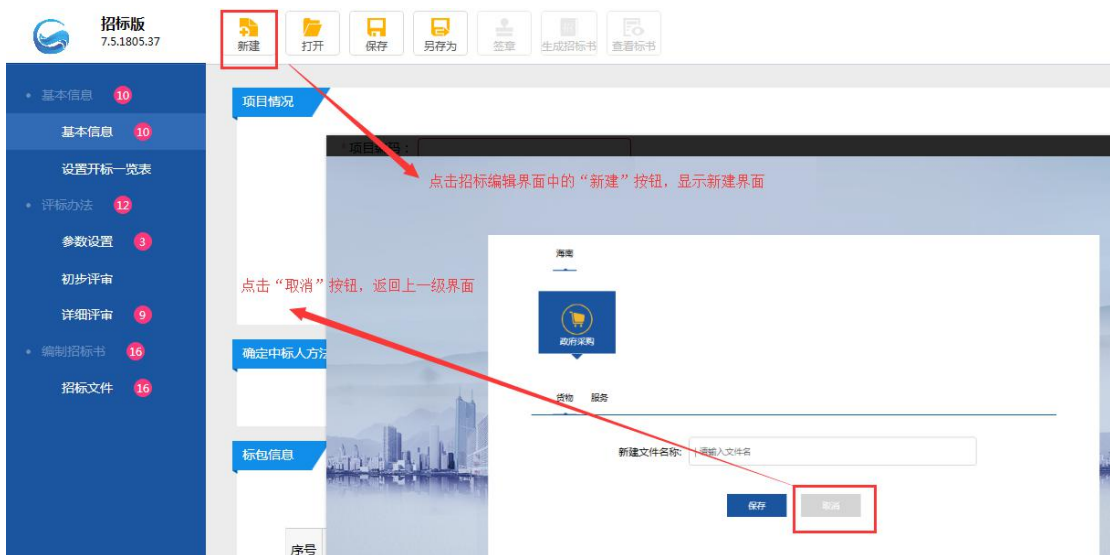 招标版
7.5.1805.37
新建
打开
保存
另存为
签章
生成招标书
查看标书
基本信息 10
基本信息 10
设置开标一览表
评标办法 12
参数设置 3
初步评审
详细评审 9
编制招标书 16
招标文件 16
项目情况
点击招标编辑界面中的“新建”按钮，显示新建界面
海南
点击“取消”按钮，返回上一级界面
政府采购
确定中标人方法
货物 服务
标包信息
新建文件名称: 请输入文件名
保存
取消
序号